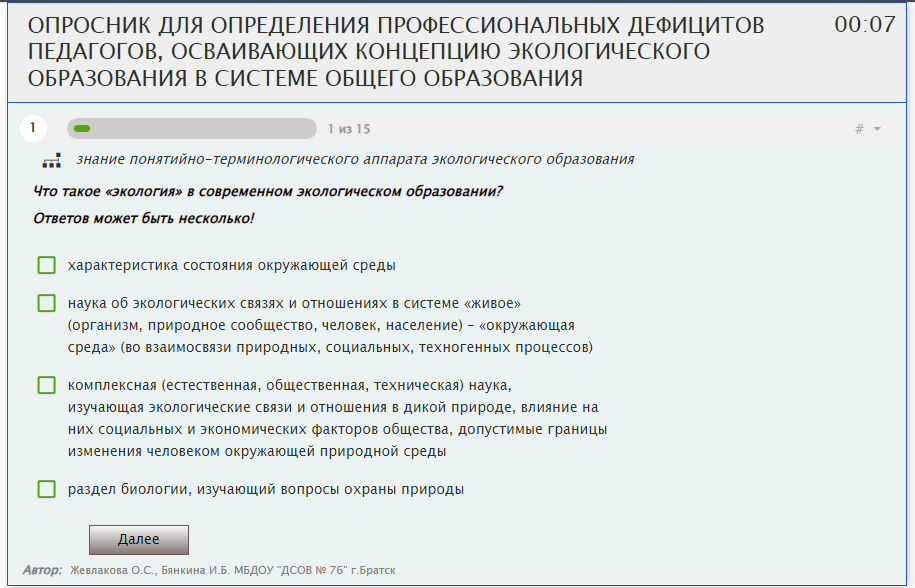 ОПРОСНИК ДЛЯ ОПРЕДЕЛЕНИЯ ПРОФЕССИОНАЛЬНЫХ ДЕФИЦИТОВ
ПЕДАГОГОВ, ОСВАИВАЮЩИХ КОНЦЕПЦИЮ ЭКОЛОГИЧЕСКОГО
ОБРАЗОВАНИЯ В СИСТЕМЕ ОБЩЕГО ОБРАЗОВАНИЯ
00:07
1
1 из 15
#
знание понятийно-терминологического аппарата экологического образования
Что такое «экология» в современном экологическом образовании?
Ответов может быть несколько!
характеристика состояния окружающей среды
наука об экологических связях и отношениях в системе «живое»
(организм, природное сообщество, человек, население) – «окружающая
среда» (во взаимосвязи природных, социальных, техногенных процессов)
комплексная (естественная, общественная, техническая) наука,
изучающая экологические связи и отношения в дикой природе, влияние на
них социальных и экономических факторов общества, допустимые границы
изменения человеком окружающей природной среды
раздел биологии, изучающий вопросы охраны природы
Далее
Автор: Жевлакова О.С., Бянкина И.Б. МБДОУ "ДСОВ № 76" г.Братск